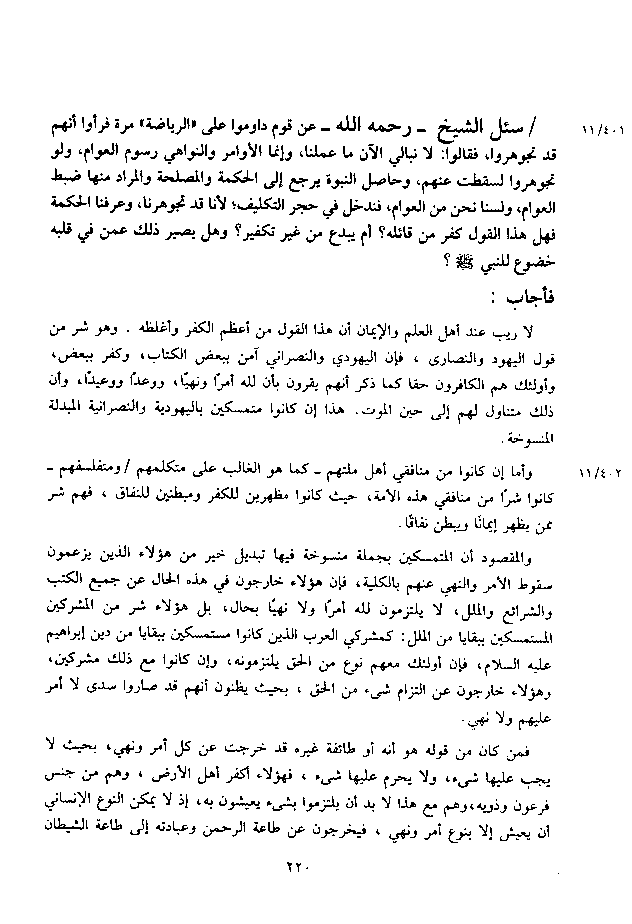 ١١/٤٠١ / سئل الشيخ ــ رحمه الله ــ عن قوم داوموا على «الرياضة» مرة فرأوا أنهم
قد تجوهروا، فقالوا: لا نبالي الآن ما عملنا، وإنما الأوامر والنواهي رسوم العوام، ولو
تجوهروا لسقطت عنهم، وحاصل النبوة يرجع إلى الحكمة والمصلحة والمراد منها ضبط
العوام، ولسنا نحن من العوام، فندخل في حجر التكليف؛ لأنا قد تجوهرنا، وعرفنا الحكمة
فهل هذا القول كفر من قائله؟ أم يبدع من غير تكفير؟ وهل يصير ذلك عمن في قلبه
خضوع للنبي ﷺ ؟
فأجاب :
لا ريب عند أهل العلم والإيمان أن هذا القول من أعظم الكفر وأغلظه . وهو شر من
قول اليهود والنصارى ، فإن اليهودي والنصراني آمن ببعض الكتاب، وكفر ببعض،
وأولئك هم الكافرون حقا كما ذكر أنهم يقرون بأن لله أمرًا ونهيًا، ووعدًا ووعيدًا، وأن
ذلك متناول لهم إلى حين الموت. هذا إن كانوا متمسكين باليهودية والنصرانية المبدلة
المنسوخة.
١١/٤٠٢ وأما إن كانوا من منافقي أهل ملتهم ــ كما هو الغالب على متكلمهم / ومتفلسفهم ــ
كانوا شرًا من منافقي هذه الأمة، حيث كانوا مظهرين للكفر ومبطنين للنفاق ، فهم شر
ممن يظهر إيمانًا ويبطن نفاقًا.
والمقصود أن المتمسكين بجملة منسوخة فيها تبديل خير من هؤلاء الذين يزعمون
سقوط الأمر والنهي عنهم بالكلية، فإن هؤلاء خارجون في هذه الحال عن جميع الكتب
والشرائع والملل، لا يلتزمون لله أمرًا ولا نهيًا بحال، بل هؤلاء شر من المشركين
المستمسكين ببقايا من الملل: كمشركي العرب الذين كانوا مستمسكين ببقايا من دين إبراهيم
عليه السلام، فإن أولئك معهم نوع من الحق يلتزمونه، وإن كانوا مع ذلك مشركين،
وهؤلاء خارجون عن التزام شىء من الحق ، بحيث يظنون أنهم قد صاروا سدى لا أمر
عليهم ولا نهي.
فمن كان من قوله هو أنه أو طائفة غيره قد خرجت عن كل أمر ونهي، بحيث لا
يجب عليها شىء، ولا يحرم عليها شىء ، فهؤلاء أكفر أهل الأرض ، وهم من جنس
فرعون وذويه،وهم مع هذا لا بد أن يلتزموا بشىء يعيشون به، إذ لا يمكن النوع الإنساني
أن يعيش إلا بنوع أمر ونهي ، فيخرجون عن طاعة الرحمن وعبادته إلى طاعة الشيطان
٢٢٠